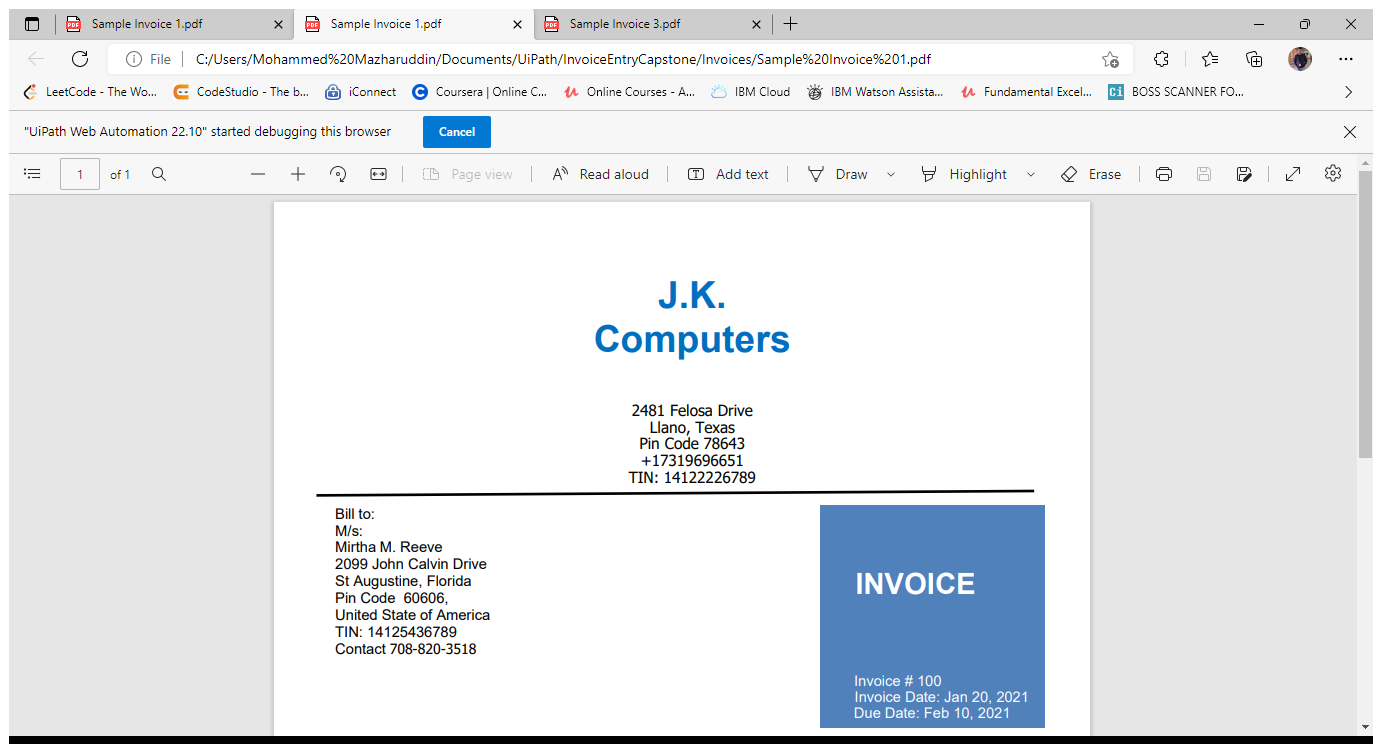 Sample Invoice 1.pdf
Sample Invoice 1.pdf
Sample Invoice 3.pdf
File
C:/Users/Mohammed%20Mazharuddin/Documents/UiPath/InvoiceEntryCapstone/Invoices/Sample%20Invoice%201.pdf
LeetCode - The Wo...
CodeStudio - The b...
iConnect
Coursera | Online C...
Online Courses - A...
IBM Cloud
IBM Watson Assista...
Fundamental Excel...
BOSS SCANNER FO...
"UiPath Web Automation 22.10" started debugging this browser
Cancel
1 of 1
Page view
Read aloud
Add text
Draw
Highlight
Erase
J.K.
Computers
2481 Felosa Drive
Llano, Texas
Pin Code 78643
+17319696651
TIN: 14122226789
Bill to:
M/s:
Mirtha M. Reeve
2099 John Calvin Drive
St Augustine, Florida
Pin Code 60606,
United State of America
TIN: 14125436789
Contact 708-820-3518
INVOICE
Invoice # 100
Invoice Date: Jan 20, 2021
Due Date: Feb 10, 2021